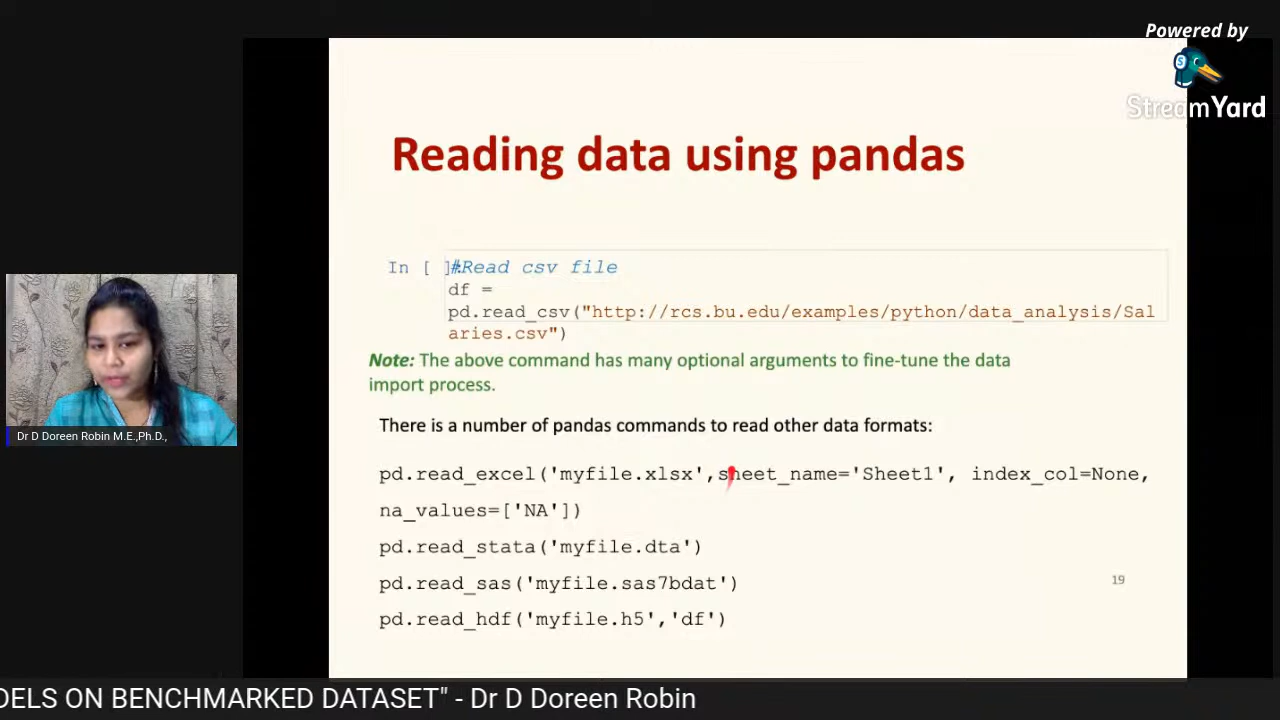 Powered by
StreamYard
Reading data using pandas
In [ ]:
#Read csv file
df =
pd.read_csv("http://rcs.bu.edu/examples/python/data_analysis/Sal
aries.csv")
Note: The above command has many optional arguments to fine-tune the data
import process.
There is a number of pandas commands to read other data formats:
pd.read_excel('myfile.xlsx',sheet_name='Sheet1', index_col=None,
na_values=['NA'])
pd.read_stata('myfile.dta')
pd.read_sas('myfile.sas7bdat')
pd.read_hdf('myfile.h5','df')
19
Dr D Doreen Robin M.E.,Ph.D.,
DELS ON BENCHMARKED DATASET" - Dr D Doreen Robin